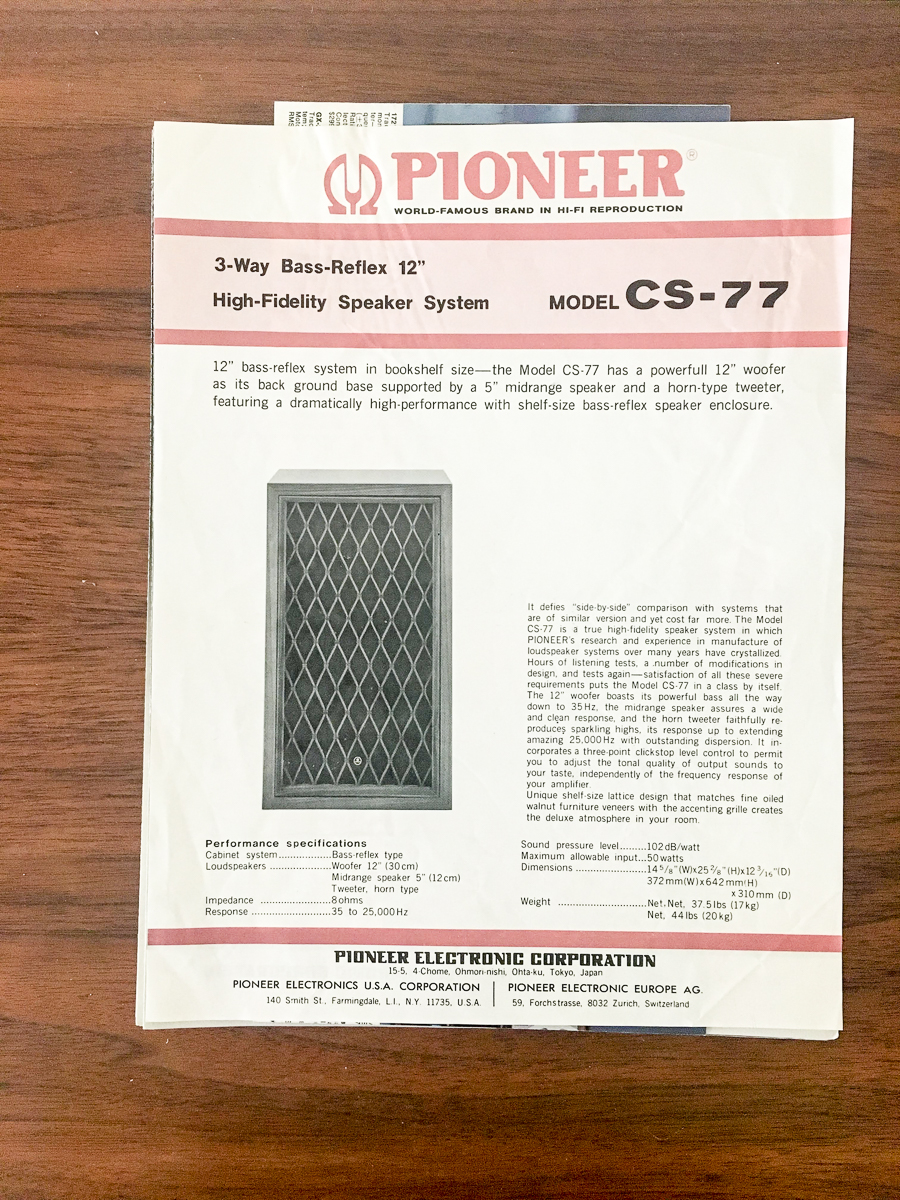 PIONEER®
WORLD-FAMOUS BRAND IN HI-FI REPRODUCTION
3-Way Bass-Reflex 12”
High-Fidelity Speaker System MODEL CS-77
12” bass-reflex system in bookshelf size—the Model CS-77 has a powerfull 12” woofer
as its back ground base supported by a 5” midrange speaker and a horn-type tweeter,
featuring a dramatically high-performance with shelf-size bass-reflex speaker enclosure.
It defies “side-by-side” comparison with systems that
are of similar version and yet cost far more. The Model
CS-77 is a true high-fidelity speaker system in which
PIONEER's research and experience in manufacture of
loudspeaker systems over many years have crystallized.
Hours of listening tests, a number of modifications in
design, and tests again—satisfaction of all these severe
requirements puts the Model CS-77 in a class by itself.
The 12” woofer boasts its powerful bass all the way
down to 35Hz, the midrange speaker assures a wide
and clean response, and the horn tweeter faithfully re-
produces sparkling highs, its response up to extending
amazing 25,000Hz with outstanding dispersion. It in-
corporates a three-point clickstop level control to permit
you to adjust the tonal quality of output sounds to
your taste, independently of the frequency response of
your amplifier.
Unique shelf-size lattice design that matches fine oiled
walnut furniture veneers with the accenting grille creates
the deluxe atmosphere in your room.
Performance specifications
Cabinet system.................Bass-reflex type
Loudspeakers ....................Woofer 12” (30cm)
Midrange speaker 5” (12cm)
Tweeter, horn type
Impedance .......................8ohms
Response ..........................35 to 25,000Hz
Sound pressure level.........102dB/watt
Maximum allowable input...50watts
Dimensions .......................14 5/8”(W)x25 2/8”(H)x12 3/16”(D)
372mm(W)x642mm(H)
x310mm (D)
Weight .............................Net. Net, 37.5lbs (17kg)
Net, 44lbs (20kg)
PIONEER ELECTRONIC CORPORATION
15-5, 4-Chome, Ohmori-nishi, Ohta-ku, Tokyo, Japan
PIONEER ELECTRONICS U.S.A. CORPORATION
140 Smith St., Farmingdale, L.I., N.Y. 11735, U.S.A.
PIONEER ELECTRONIC EUROPE AG.
59, Forchstrasse, 8032 Zurich, Switzerland